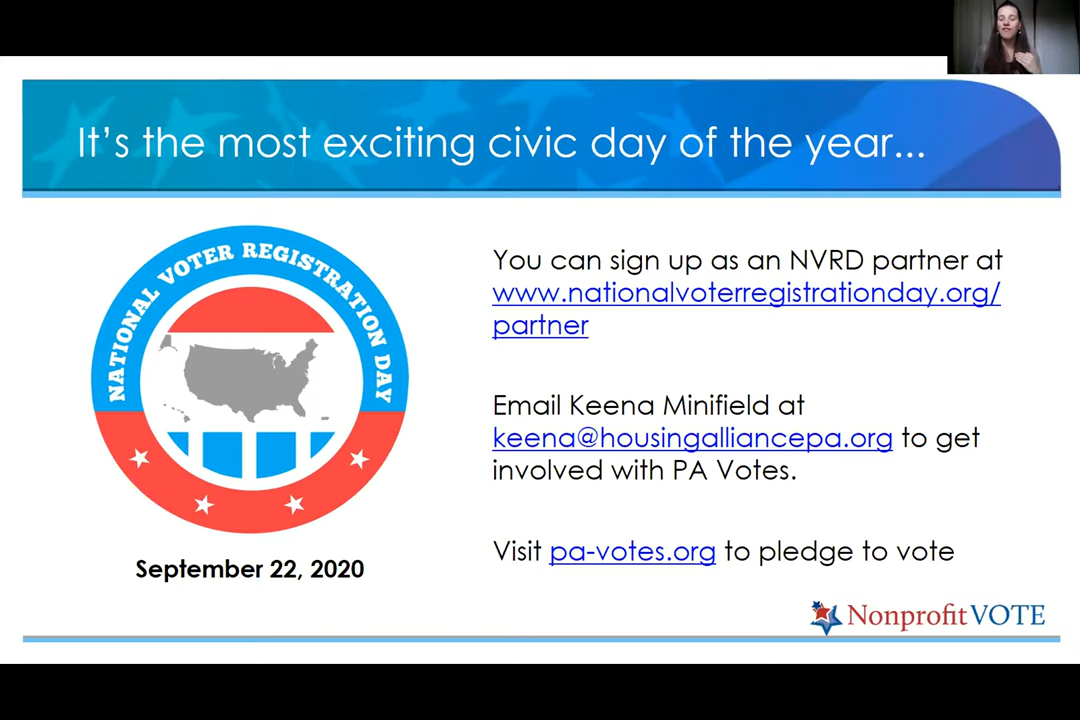 It's the most exciting civic day of the year...
NATIONAL VOTER REGISTRATION DAY
September 22, 2020
You can sign up as an NVRD partner at
www.nationalvoterregistrationday.org/
partner
Email Keena Minifield at
keena@housingalliancepa.org to get
involved with PA Votes.
Visit pa-votes.org to pledge to vote
NonprofitVOTE